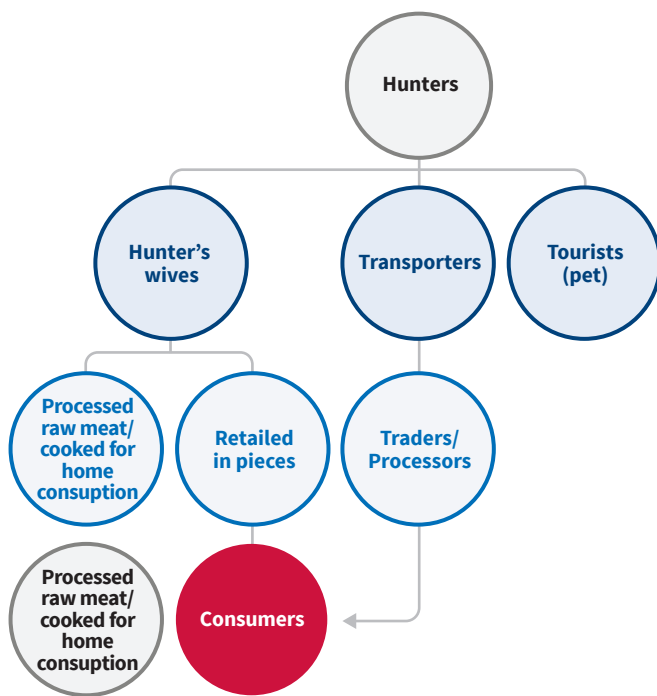 Hunters
Hunter's
wives
Transporters
Tourists
(pet)
Processed
raw meat/
cooked for
home
consuption
Retailed
in pieces
Traders/
Processors
Processed
raw meat/
cooked for
home
consuption
Consumers